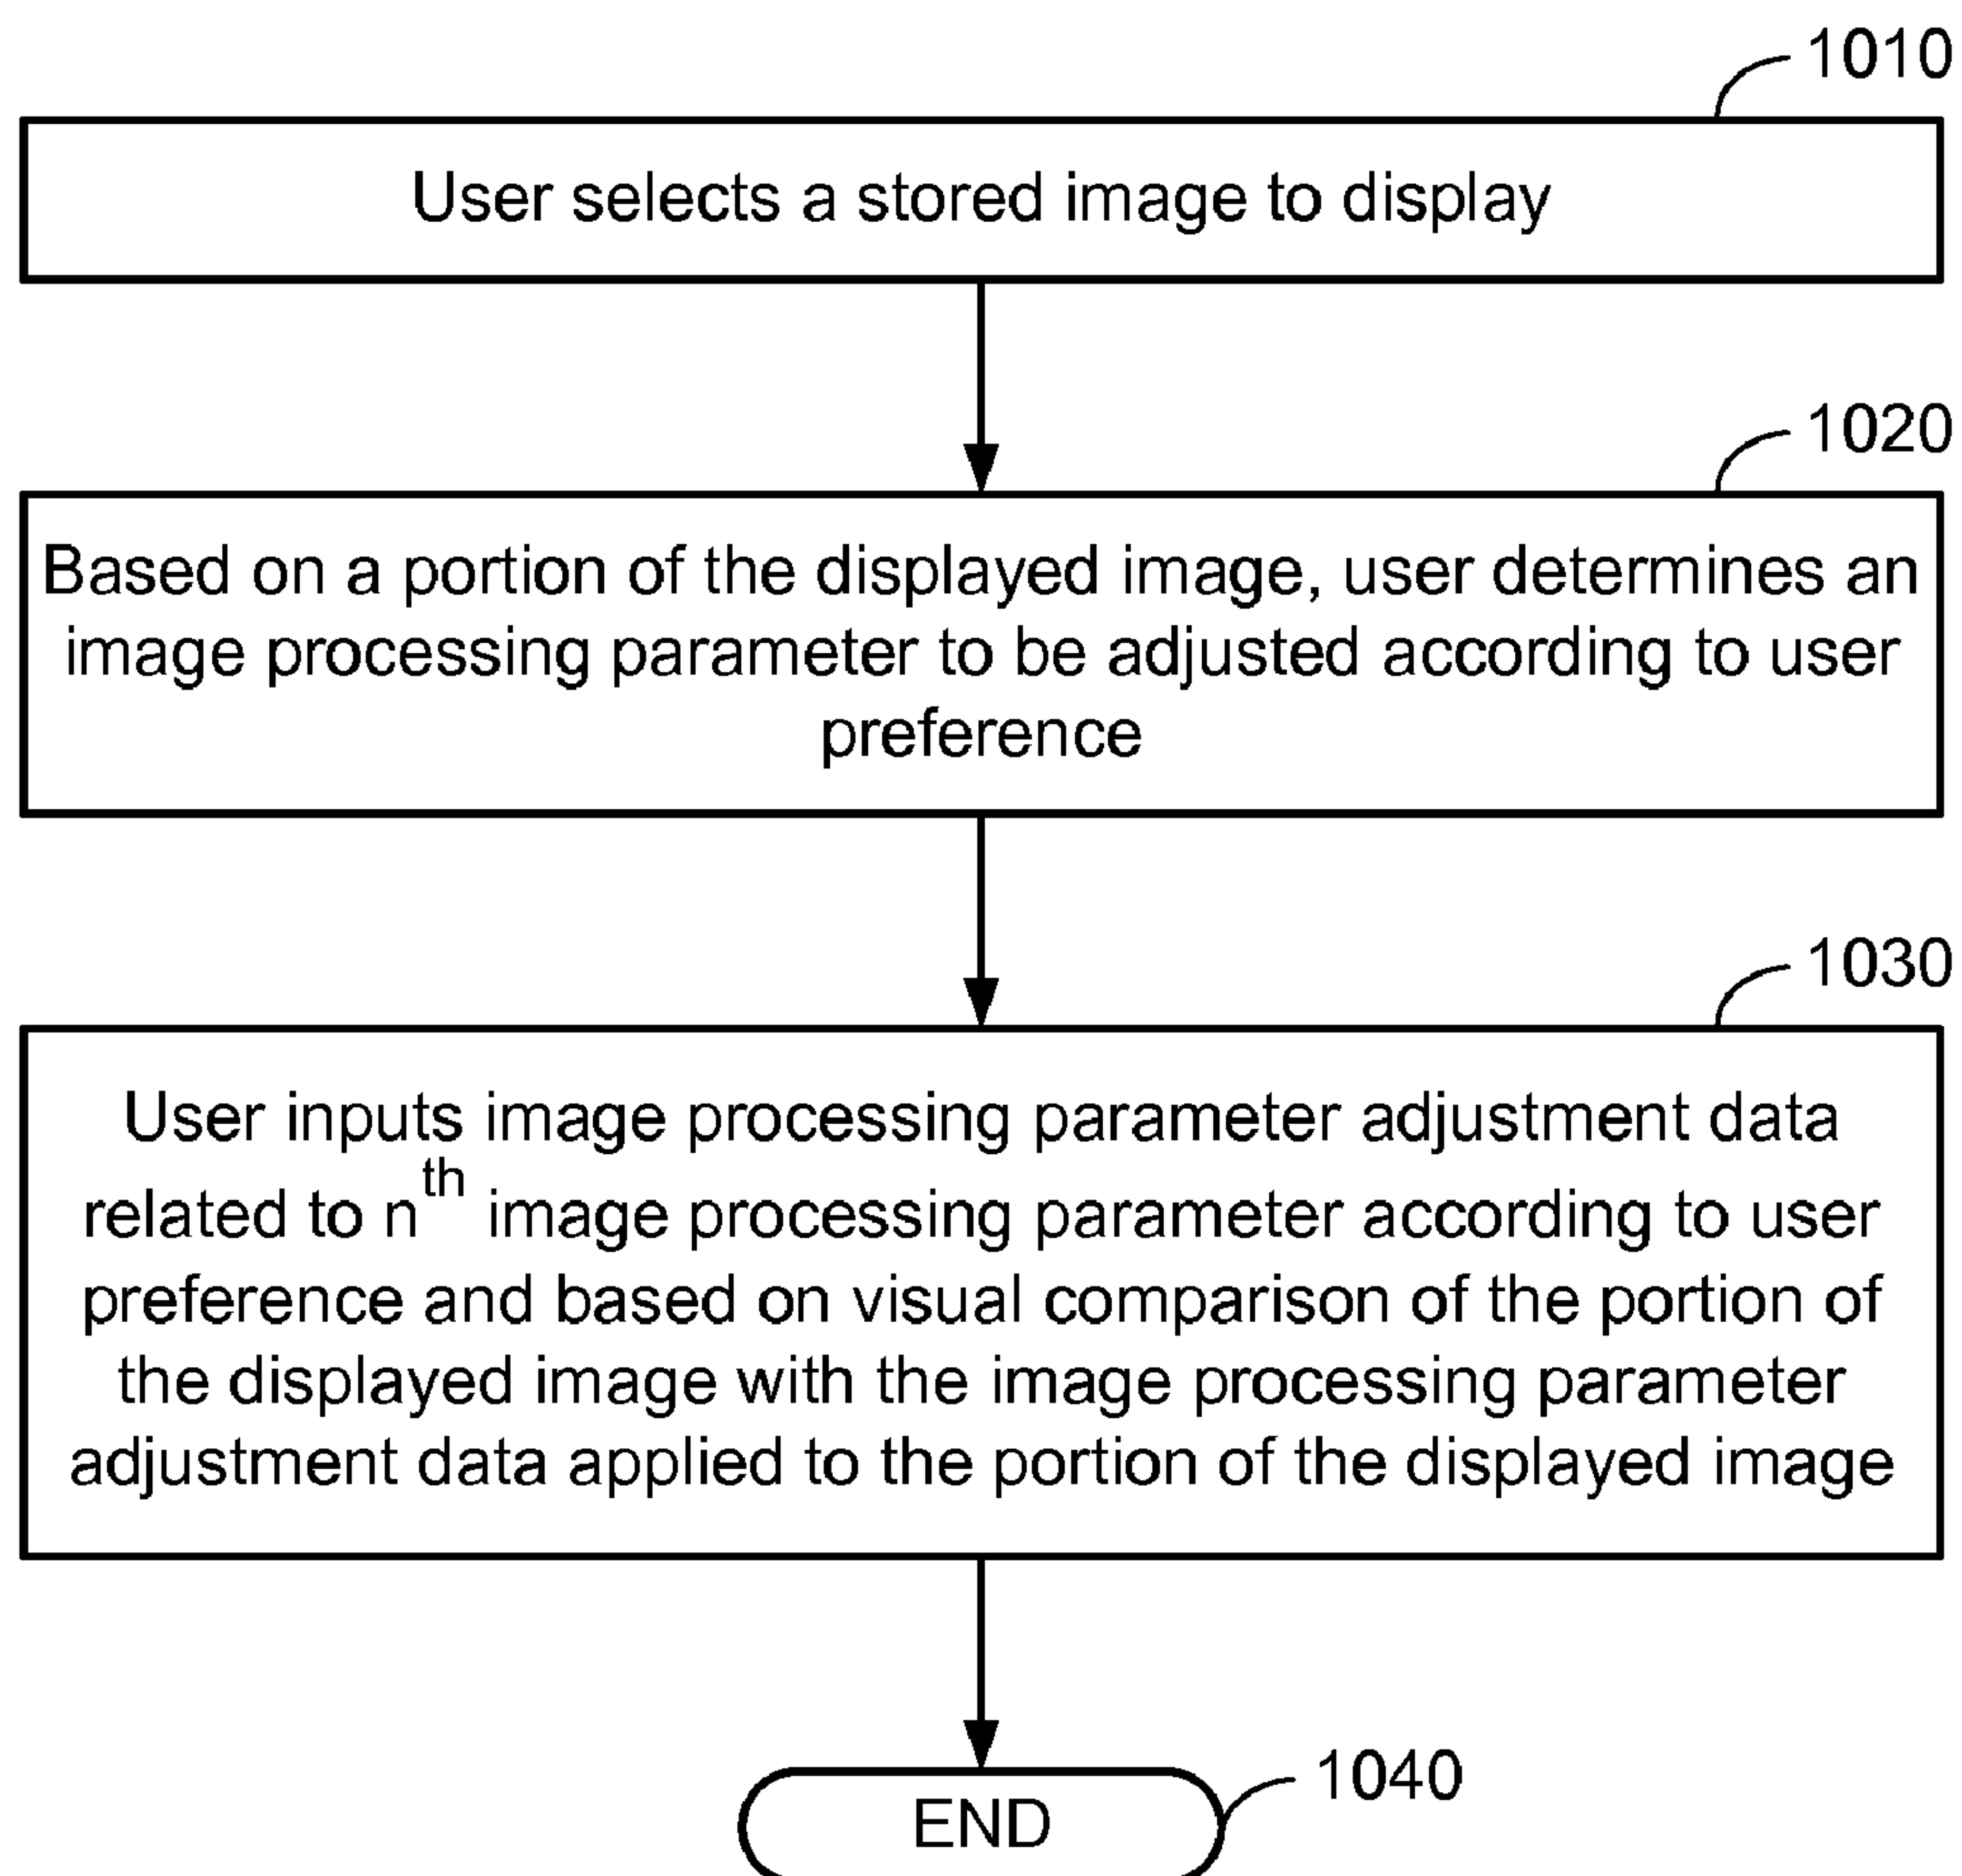 1010
User selects a stored image to display
1020
Based on a portion of the displayed image, user determines an
image processing parameter to be adjusted according to user
preference
1030
User inputs image processing parameter adjustment data
related to nth image processing parameter according to user
preference and based on visual comparison of the portion of
the displayed image with the image processing parameter
adjustment data applied to the portion of the displayed image
1040
END